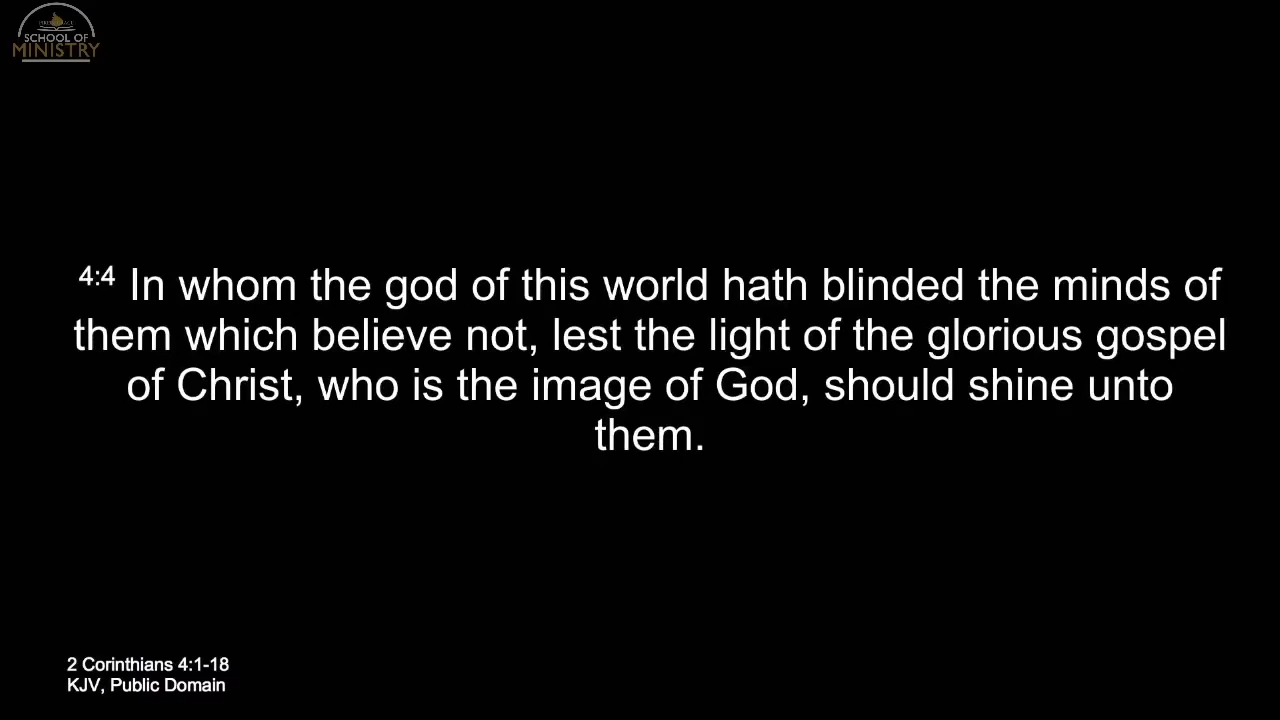 SCHOOL OF
MINISTRY
4:4 In whom the god of this world hath blinded the minds of
them which believe not, lest the light of the glorious gospel
of Christ, who is the image of God, should shine unto
them.
2 Corinthians 4:1-18
KJV, Public Domain